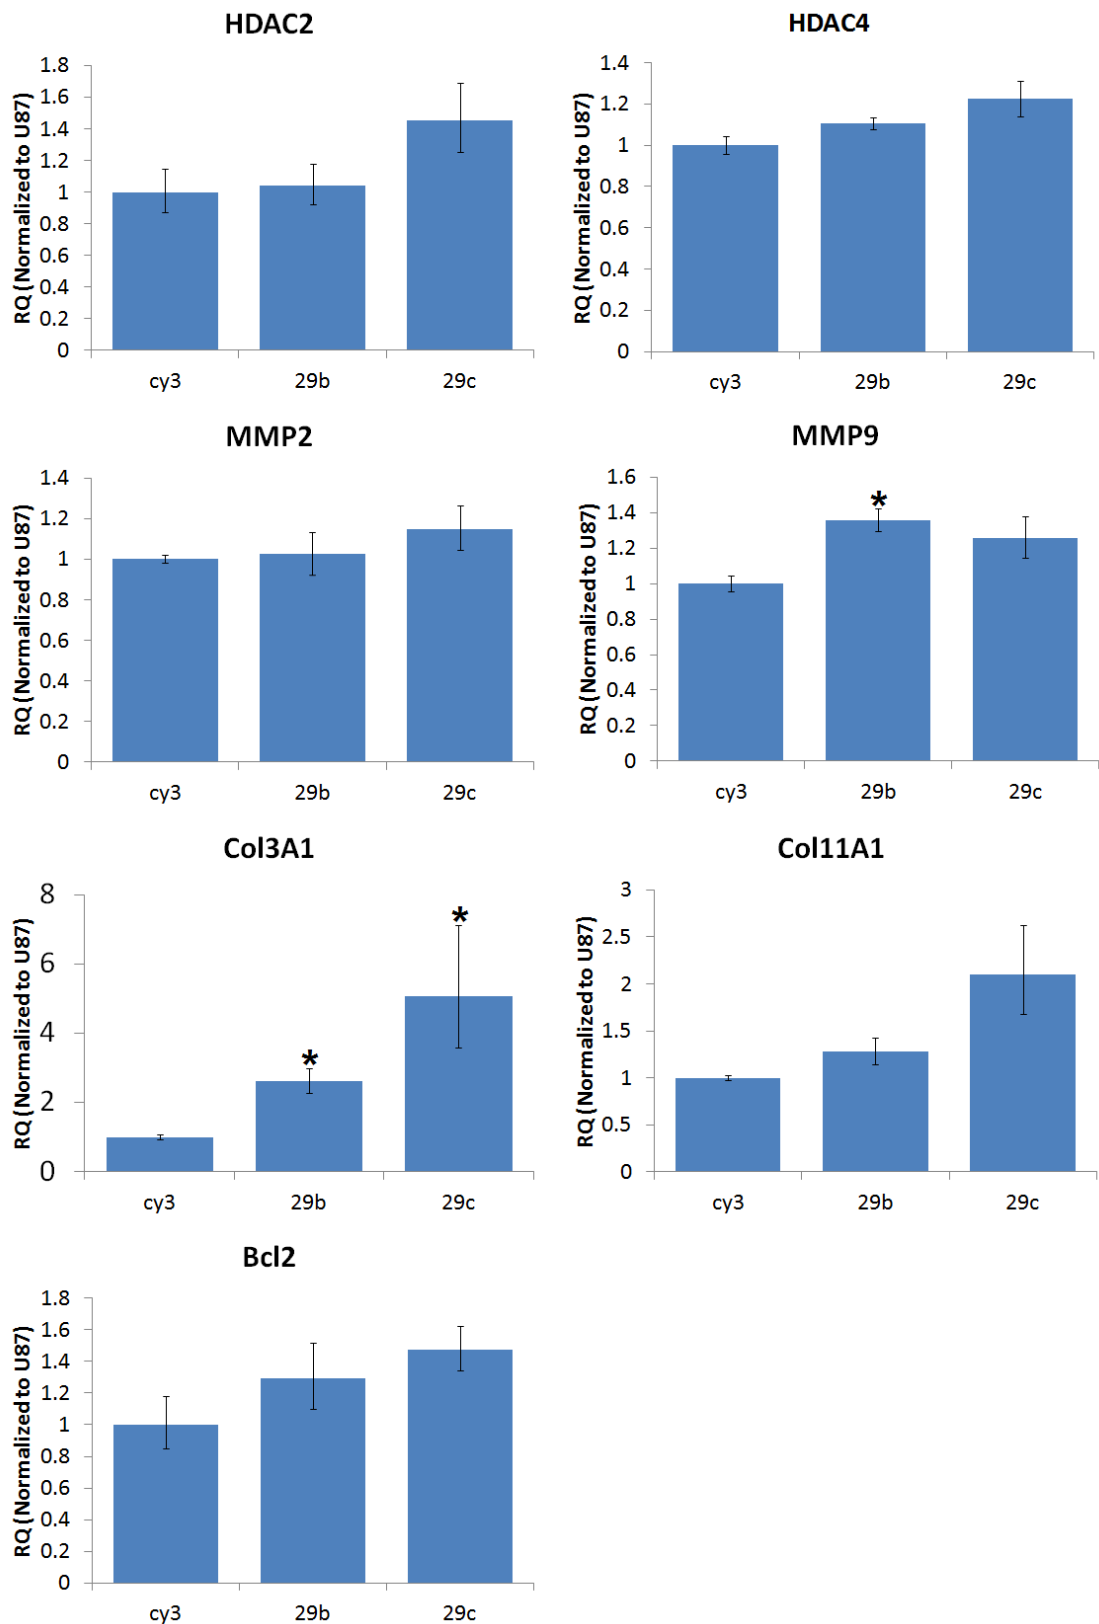 HDAC2
RQ (Normalized to U87)
1.8
1.6
1.4
1.2
1
0.8
0.6
0.4
0.2
0
cy3 29b 29c
HDAC4
RQ (Normalized to U87)
1.4
1.2
1
0.8
0.6
0.4
0.2
0
cy3 29b 29c
MMP2
RQ (Normalized to U87)
1.4
1.2
1
0.8
0.6
0.4
0.2
0
cy3 29b 29c
MMP9
RQ (Normalized to U87)
1.6
1.4
1.2
1
0.8
0.6
0.4
0.2
0
*
cy3 29b 29c
Col3A1
RQ (Normalized to U87)
8
6
4
2
0
* *
cy3 29b 29c
Col11A1
RQ (Normalized to U87)
3
2.5
2
1.5
1
0.5
0
cy3 29b 29c
Bcl2
RQ (Normalized to U87)
1.8
1.6
1.4
1.2
1
0.8
0.6
0.4
0.2
0
cy3 29b 29c